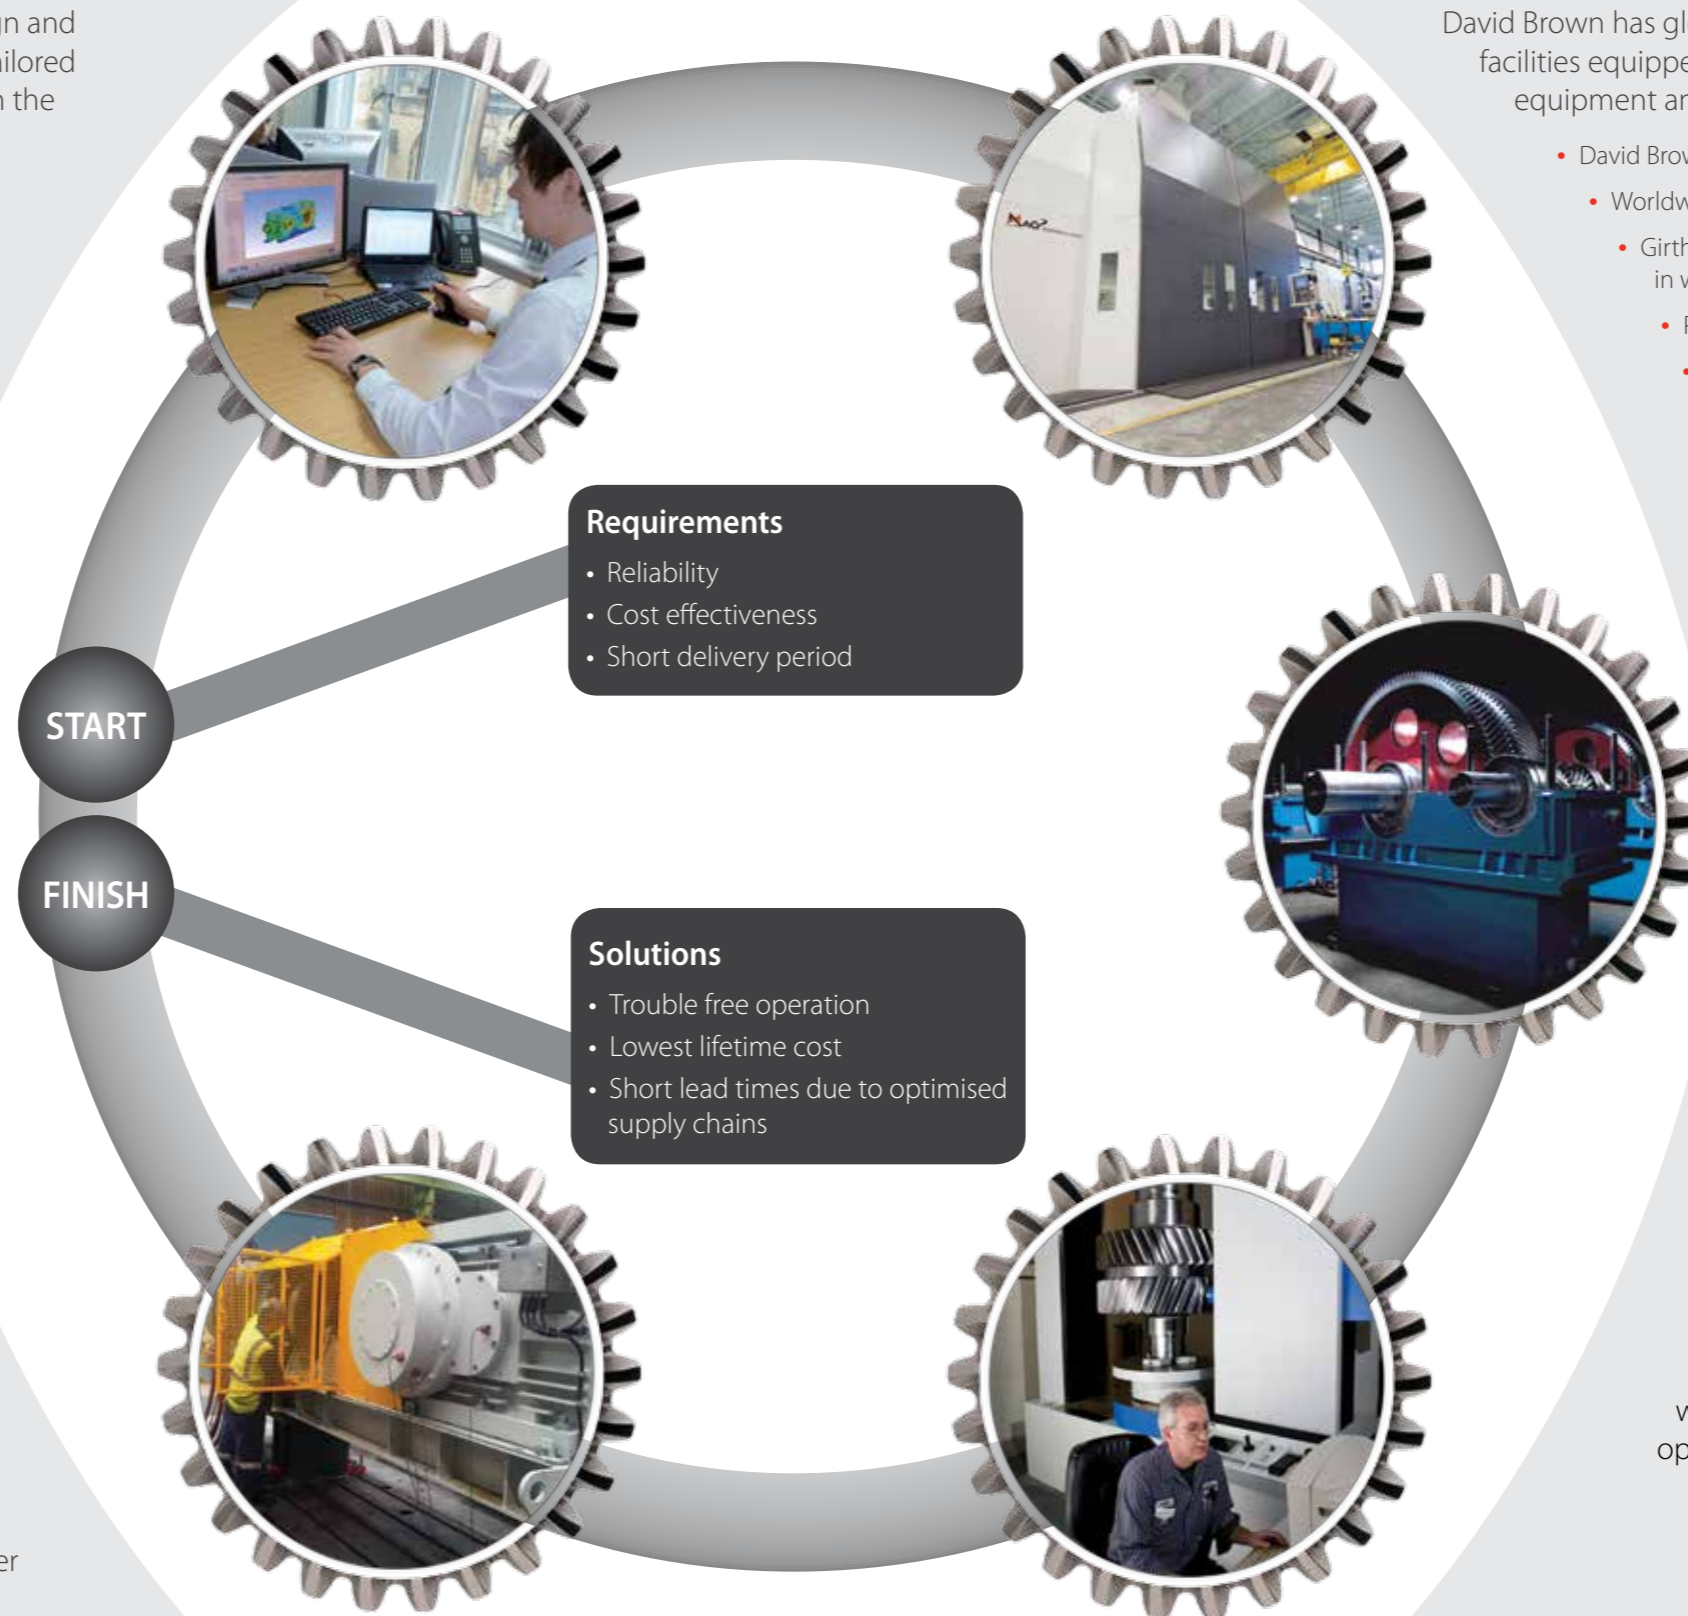 gn and
ilored
n the
David Brown has gl
facilities equippe
equipment ar
• David Brow
• Worldw
• Girth
in v
•
•
Requirements
• Reliability
• Cost effectiveness
• Short delivery period
START
FINISH
Solutions
• Trouble free operation
• Lowest lifetime cost
• Short lead times due to optimised
supply chains
op
er